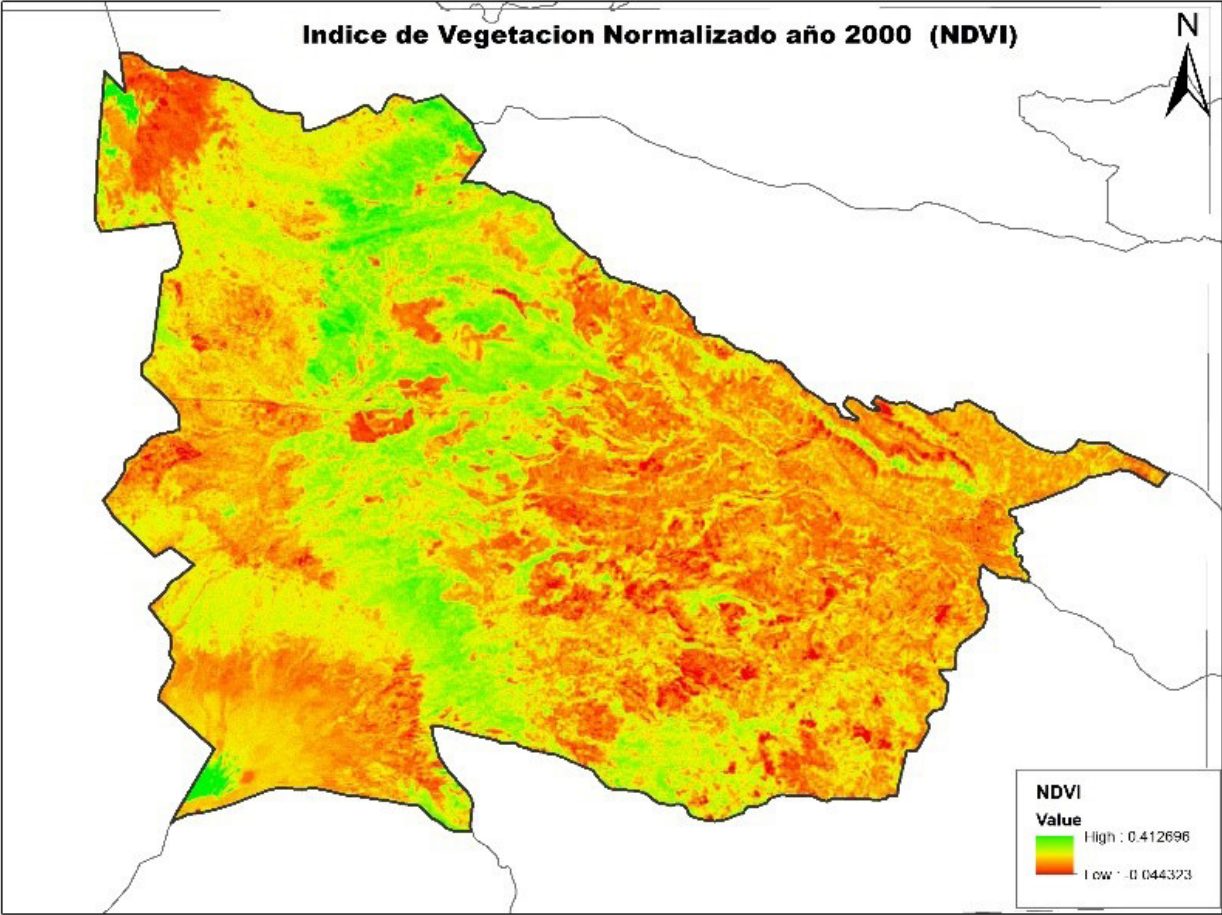 Indice de Vegetacion Normalizado año 2000 (NDVI)
N
NDVI
Value
High : 0.412696
Low : -0.044323